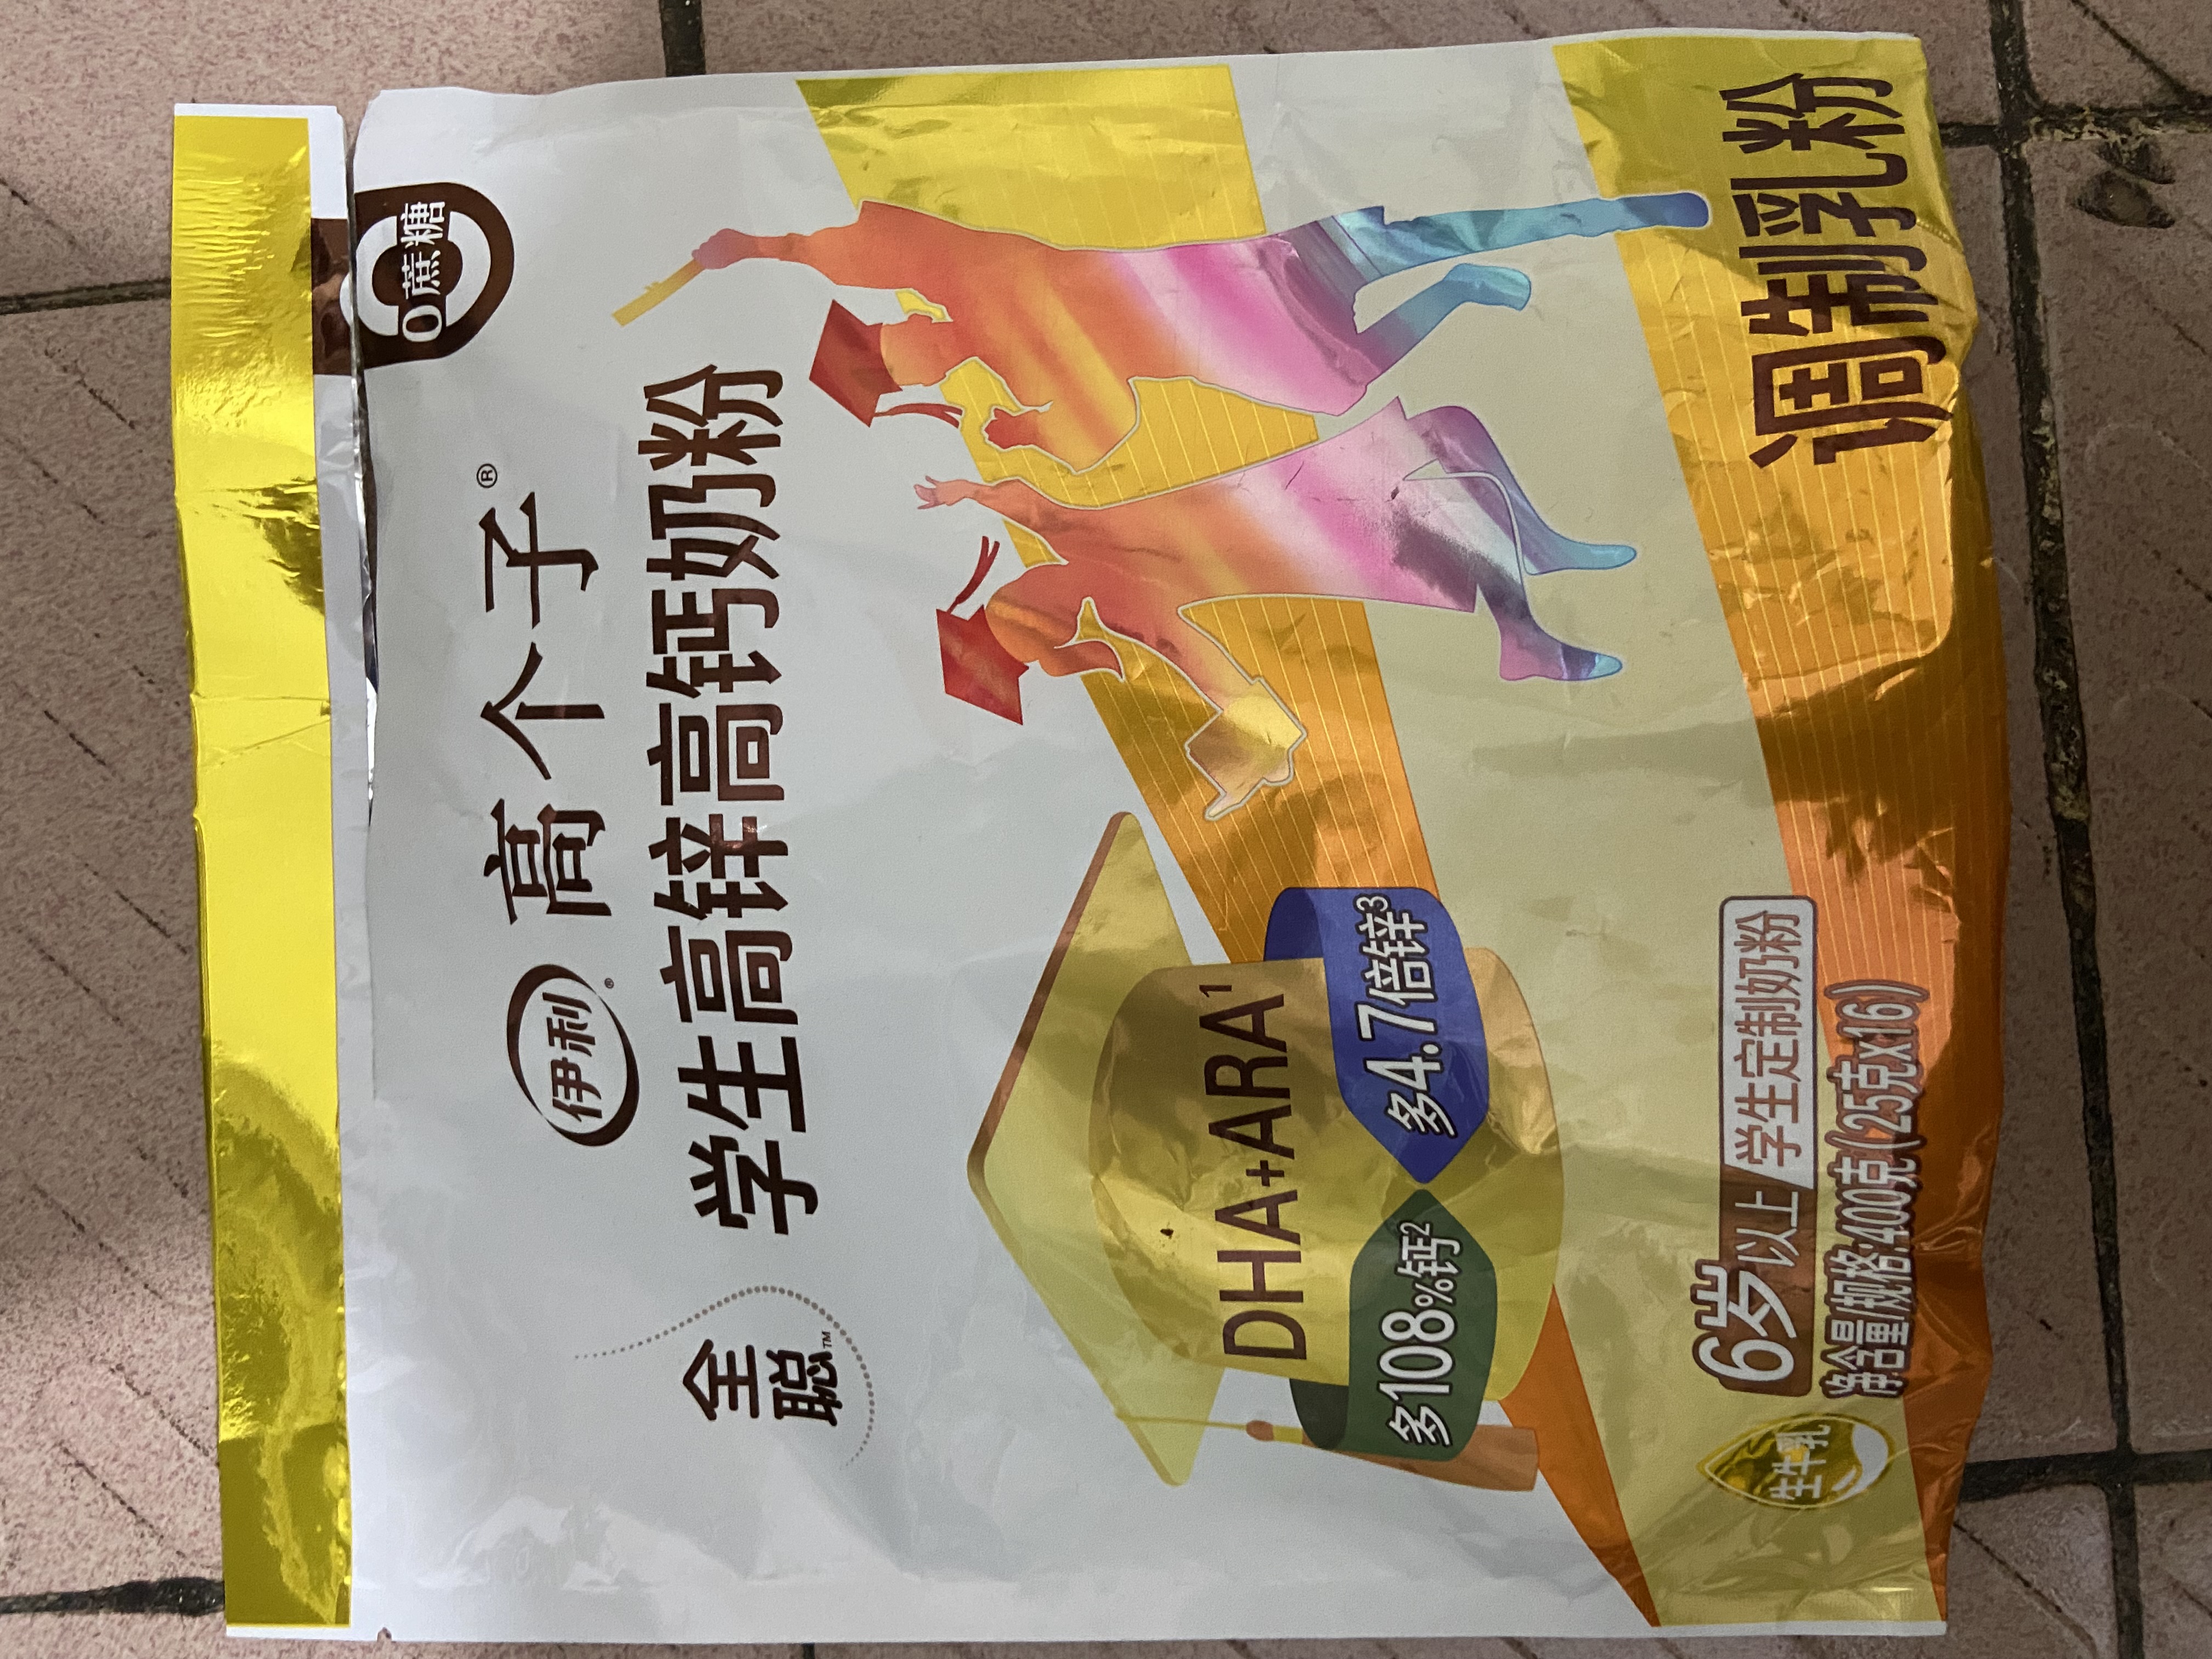 0蔗糖
伊利®
高个子®
全聪™
学生高锌高钙奶粉
DHA+ARA¹
多108%钙²
多4.7倍锌³
生牛乳
6岁以上 学生定制奶粉
净含量/规格:400克(25克x16)
调制乳粉